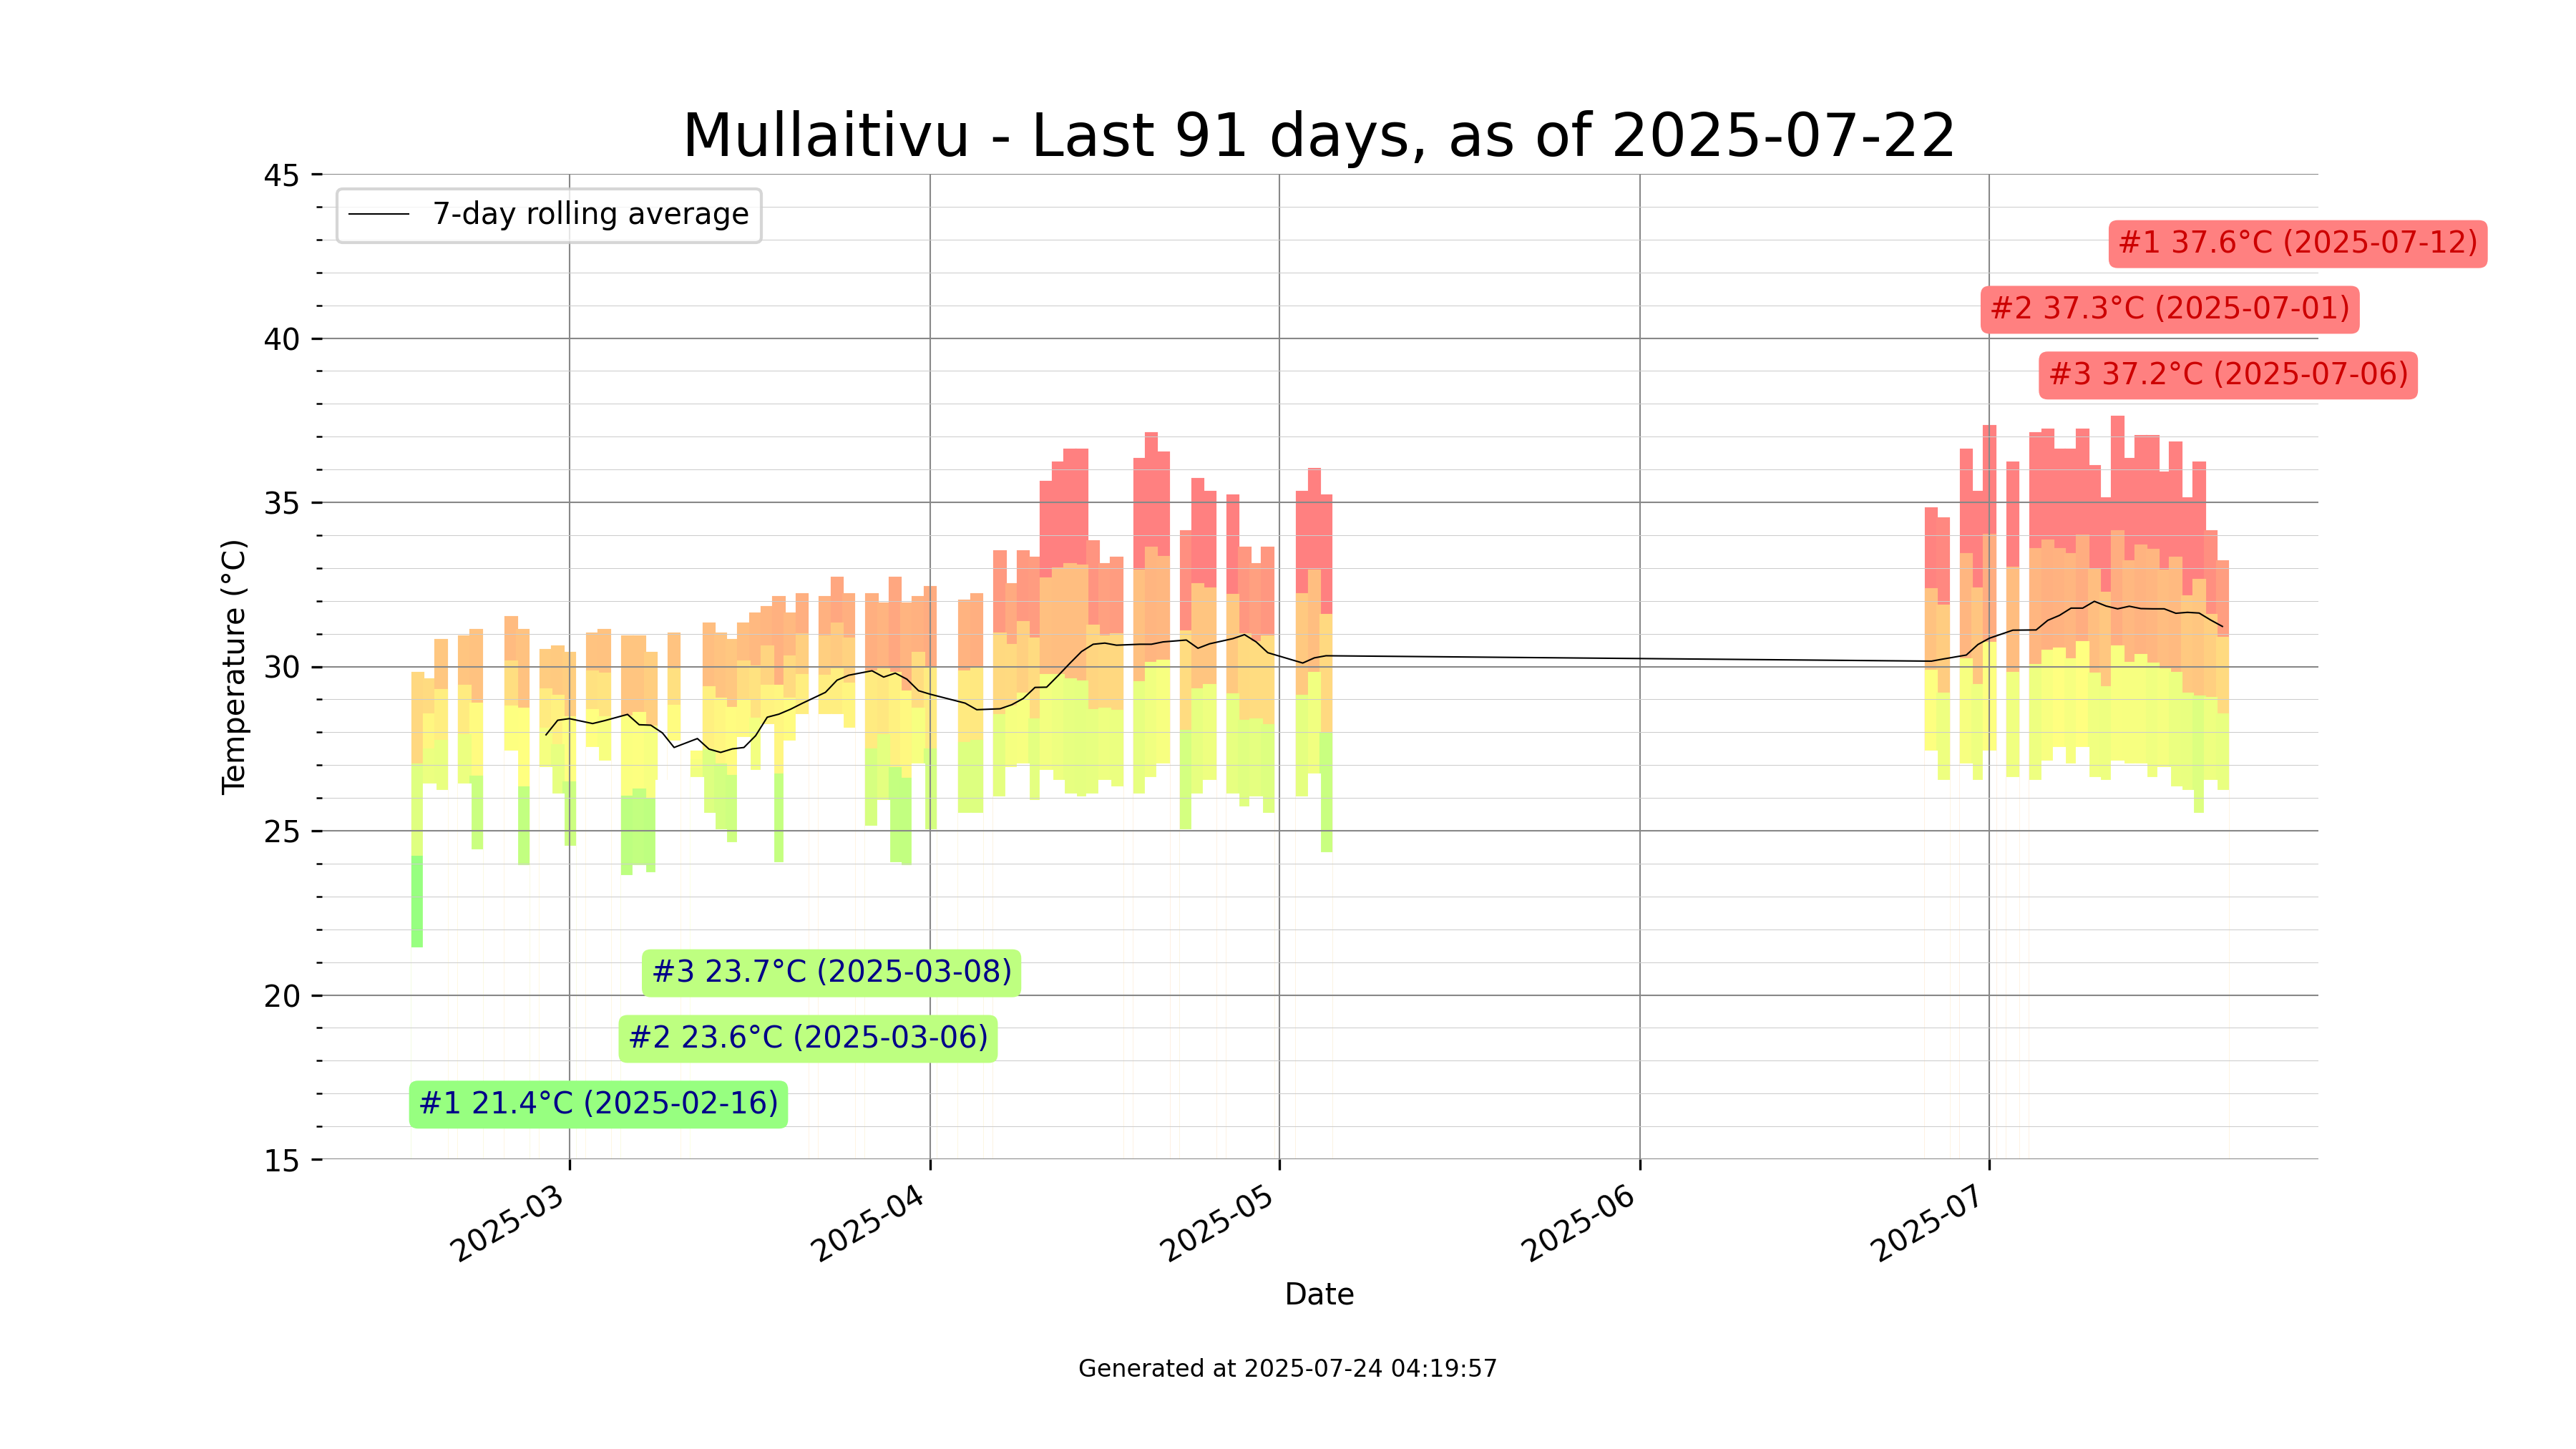 Mullaitivu - Last 91 days, as of 2025-07-22
7-day rolling average
#1 37.6°C (2025-07-12)
#2 37.3°C (2025-07-01)
#3 37.2°C (2025-07-06)
#3 23.7°C (2025-03-08)
#2 23.6°C (2025-03-06)
#1 21.4°C (2025-02-16)
Temperature (°C)
45
40
35
30
25
20
15
2025-03
2025-04
2025-05
2025-06
2025-07
Date
Generated at 2025-07-24 04:19:57